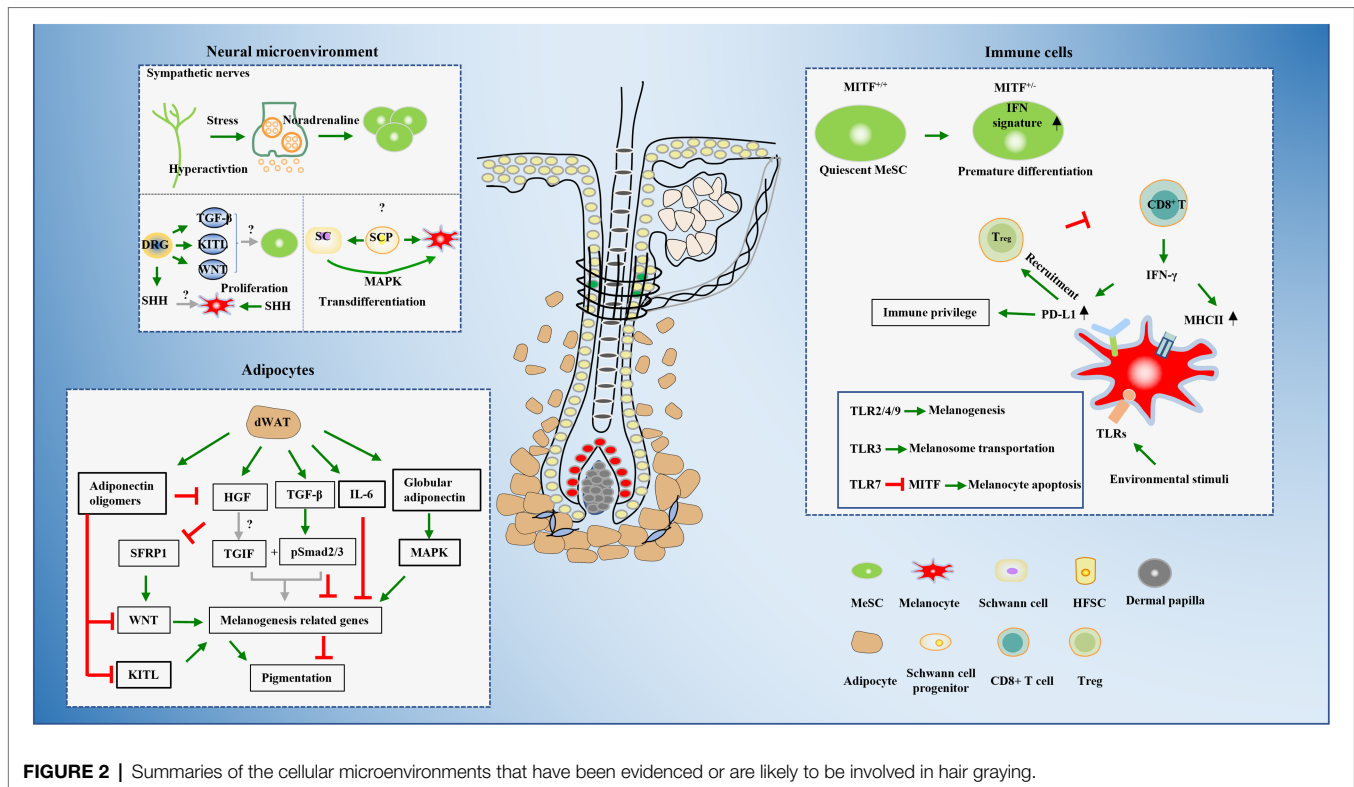 Neural microenvironment
Sympathetic nerves
Stress
Noradrenaline
Hyperactivtion
DRG
TGF-β
KITL
WNT
?
Proliferation
SHH
?
SHH
?
SC
SCP
MAPK
Transdifferentiation
Adipocytes
dWAT
Adiponectin
oligomers
HGF
TGF-β
IL-6
Globular
adiponectin
?
SFRP1
TGIF
+
pSmad2/3
MAPK
WNT
Melanogenesis related genes
KITL
Pigmentation
Immune cells
MITF+/+
MITF+/-
IFN
signature
Quiescent MeSC
Premature differentiation
CD8+ T
Treg
Recruitment
IFN-γ
Immune privilege
PD-L1
MHCII
TLR2/4/9
Melanogenesis
TLR3
Melanosome transportation
TLR7
MITF
Melanocyte apoptosis
TLRs
Environmental stimuli
MeSC
Melanocyte
Schwann cell
HFSC
Dermal papilla
Adipocyte
Schwann cell
progenitor
CD8+ T cell
Treg
FIGURE 2 | Summaries of the cellular microenvironments that have been evidenced or are likely to be involved in hair graying.